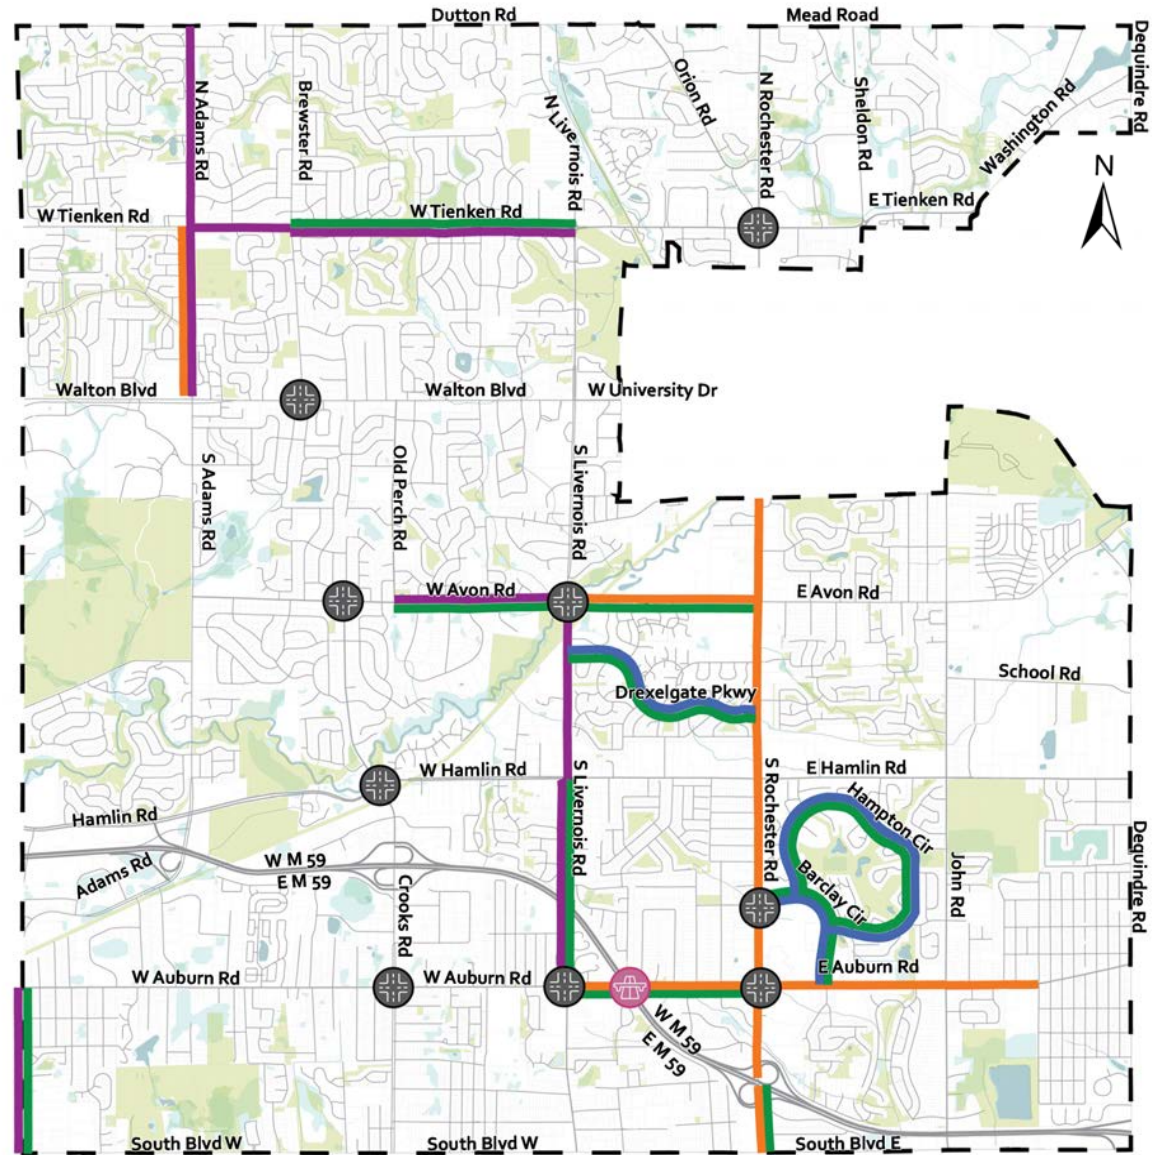 Dutton Rd
Mead Road
Dequindre Rd
N Adams Rd
Brewster Rd
N Livernois Rd
Orion Rd
N Rochester Rd
Sheldon Rd
Washington Rd
N
W Tienken Rd
W Tienken Rd
E Tienken Rd
Walton Blvd
Walton Blvd
W University Dr
S Adams Rd
Old Perch Rd
S Livernois Rd
W Avon Rd
E Avon Rd
School Rd
Drexelgate Pkwy
W Hamlin Rd
E Hamlin Rd
S Livernois Rd
S Rochester Rd
Hampton Cir
Hamlin Rd
Barclay Cir
John Rd
Dequindre Rd
Adams Rd
W M 59
E M 59
Crooks Rd
W Auburn Rd
W Auburn Rd
E Auburn Rd
W M 59
E M 59
South Blvd W
South Blvd W
South Blvd E